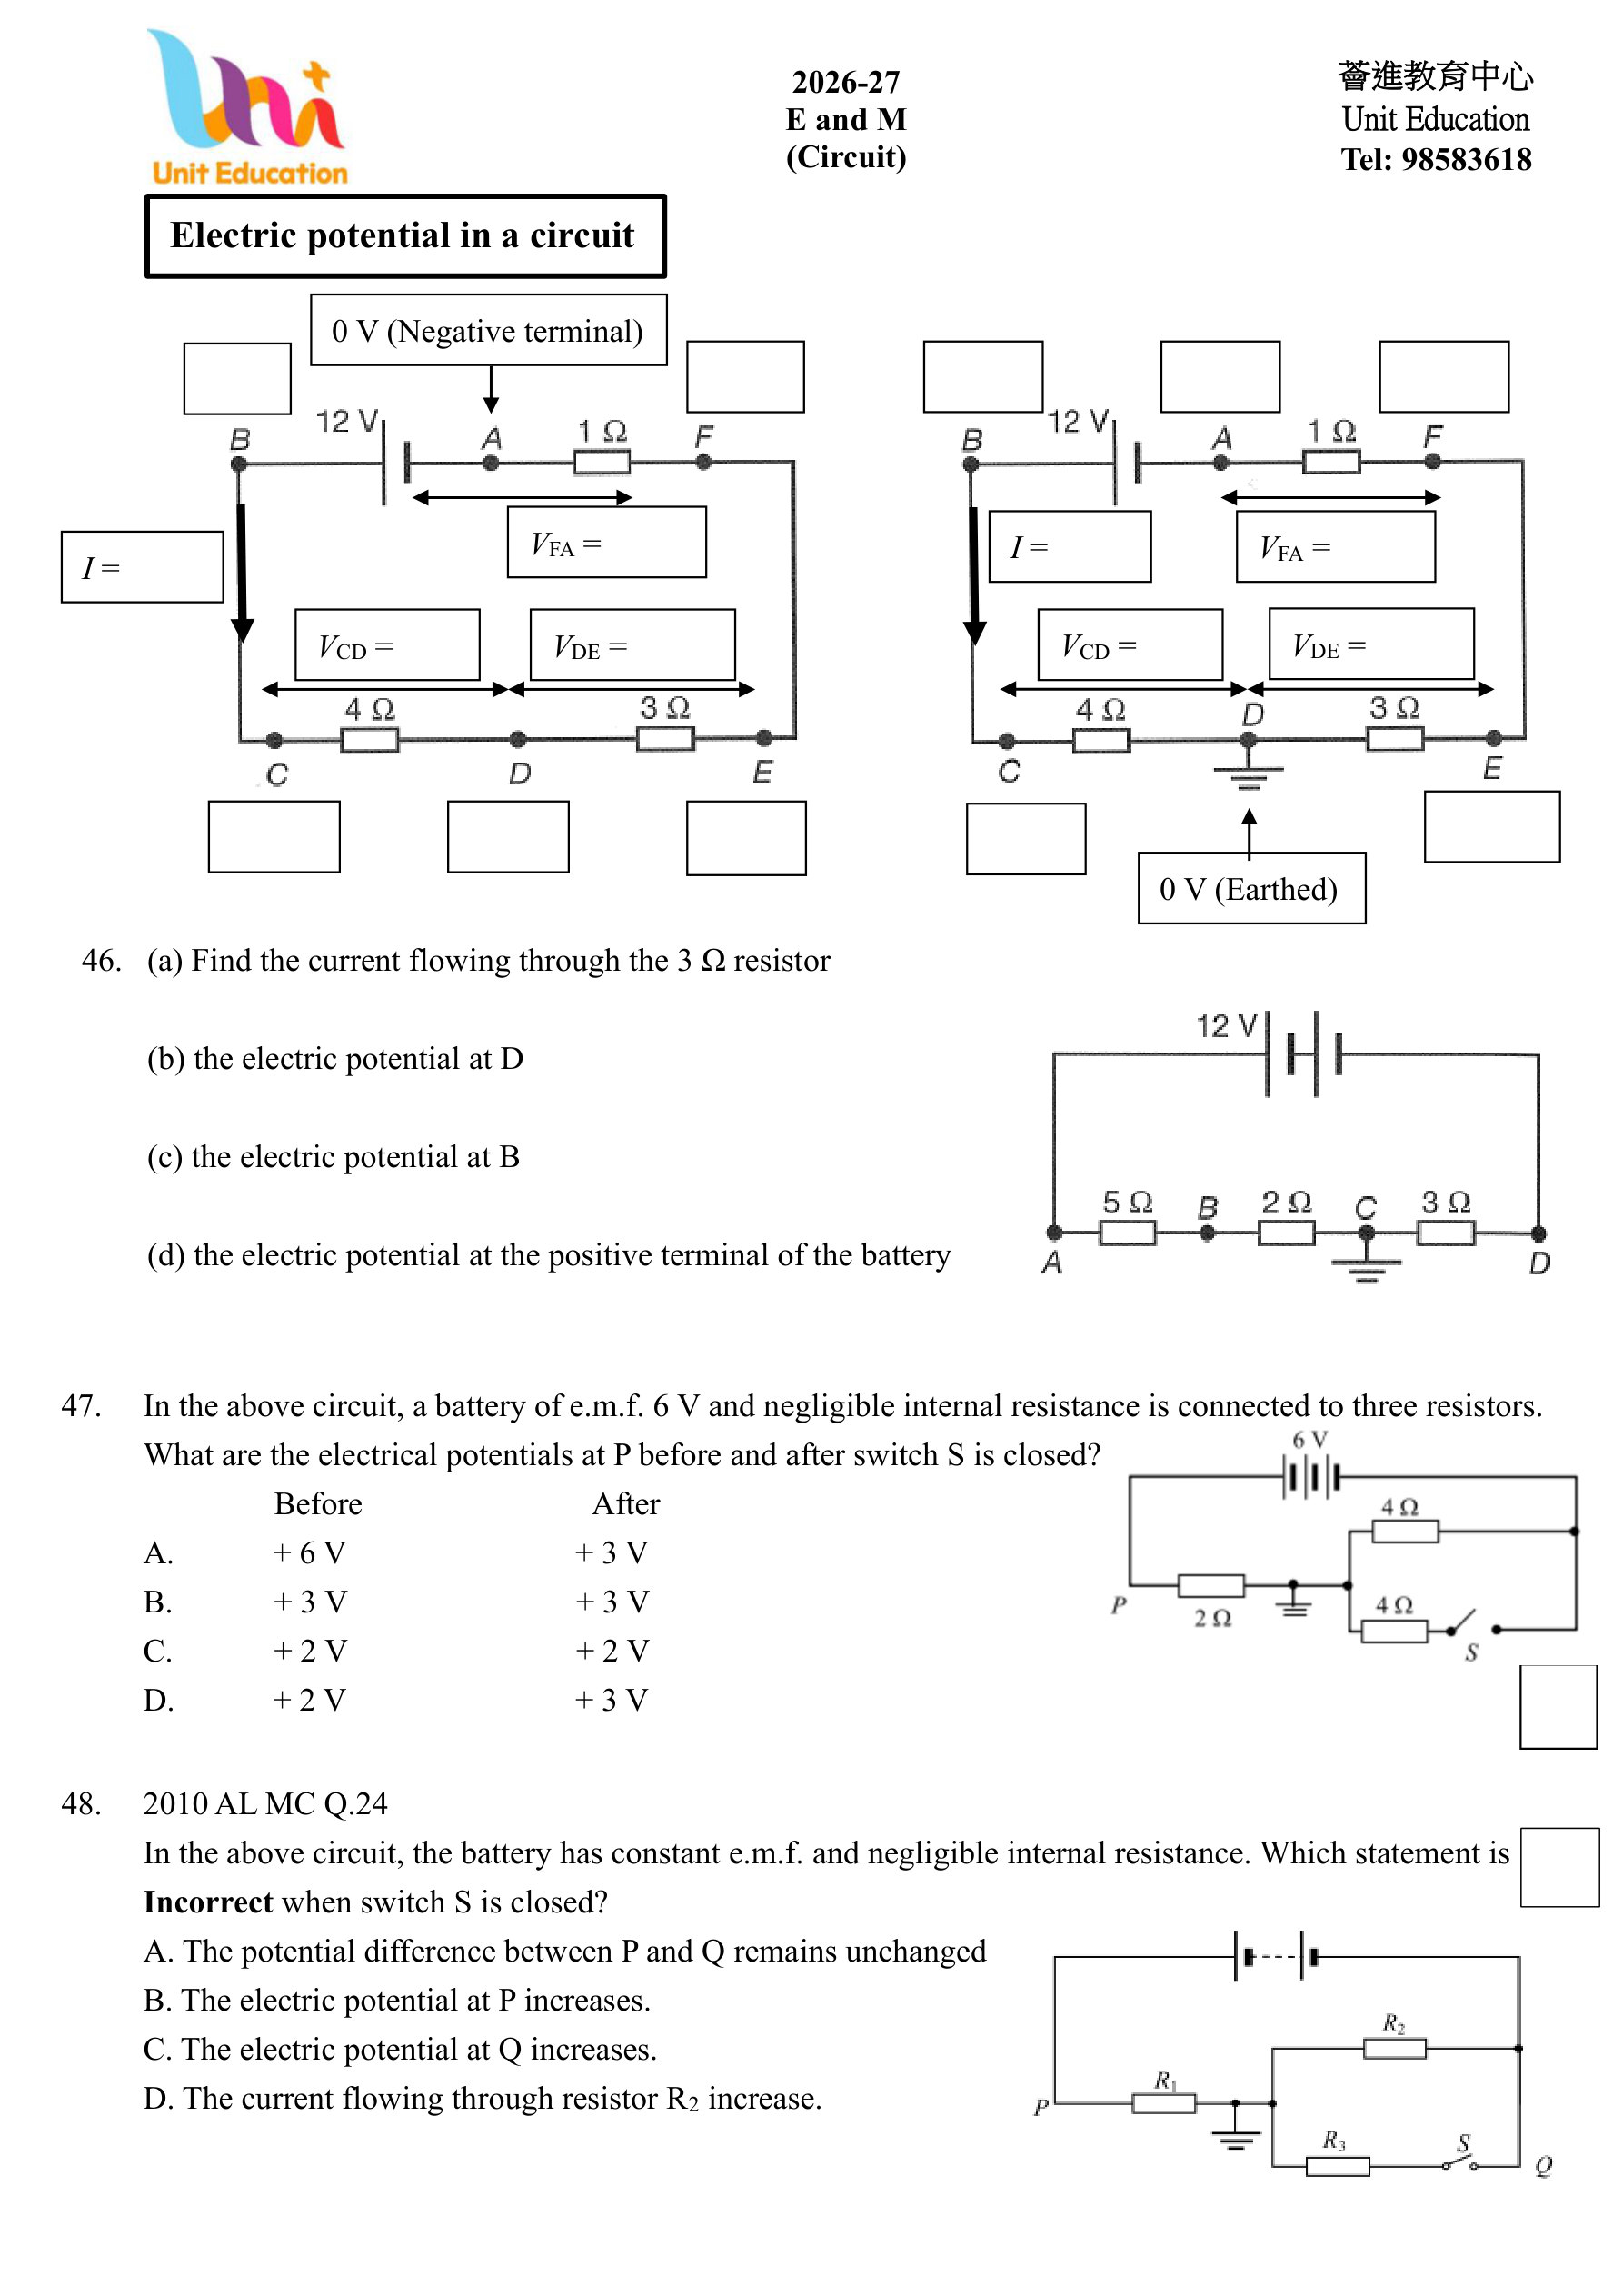 Uni
Unit Education
2026-27
E and M
(Circuit)
薈進教育中心
Unit Education
Tel: 98583618
Electric potential in a circuit
0 V (Negative terminal)
B
12 V
A
1 Ω
F
I =
VFA =
VCD =
VDE =
4 Ω
3 Ω
C
D
E
B
12 V
A
1 Ω
F
I =
VFA =
VCD =
VDE =
4 Ω
D
3 Ω
C
E
0 V (Earthed)
46. (a) Find the current flowing through the 3 Ω resistor
(b) the electric potential at D
(c) the electric potential at B
(d) the electric potential at the positive terminal of the battery
12 V
5 Ω B 2 Ω C 3 Ω
A D
47. In the above circuit, a battery of e.m.f. 6 V and negligible internal resistance is connected to three resistors.
What are the electrical potentials at P before and after switch S is closed?
Before After
A. + 6 V + 3 V
B. + 3 V + 3 V
C. + 2 V + 2 V
D. + 2 V + 3 V
6 V
4 Ω
P
2 Ω
4 Ω
S
48. 2010 AL MC Q.24
In the above circuit, the battery has constant e.m.f. and negligible internal resistance. Which statement is
Incorrect when switch S is closed?
A. The potential difference between P and Q remains unchanged
B. The electric potential at P increases.
C. The electric potential at Q increases.
D. The current flowing through resistor R2 increase.
R2
R1
P
R3
S
Q